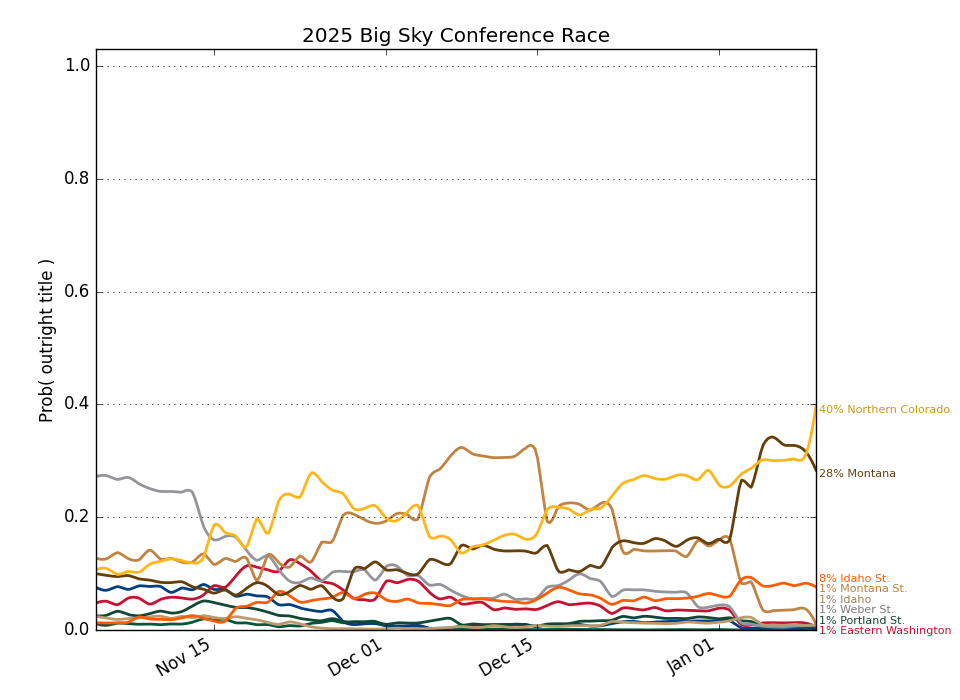 2025 Big Sky Conference Race
1.0
0.8
0.6
0.4
0.2
0.0
Prob( outright title )
Nov 15
Dec 01
Dec 15
Jan 01
40% Northern Colorado
28% Montana
8% Idaho St.
1% Montana St.
1% Idaho
1% Weber St.
1% Portland St.
1% Eastern Washington